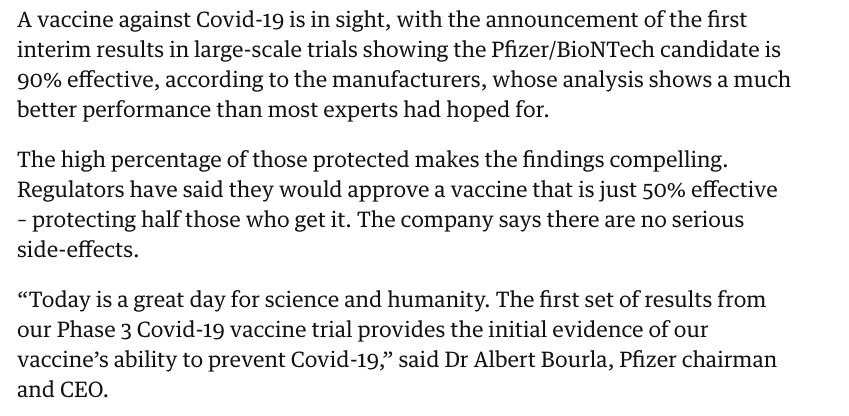 A vaccine against Covid-19 is in sight, with the announcement of the first
interim results in large-scale trials showing the Pfizer/BioNTech candidate is
90% effective, according to the manufacturers, whose analysis shows a much
better performance than most experts had hoped for.
The high percentage of those protected makes the findings compelling.
Regulators have said they would approve a vaccine that is just 50% effective
– protecting half those who get it. The company says there are no serious
side-effects.
“Today is a great day for science and humanity. The first set of results from
our Phase 3 Covid-19 vaccine trial provides the initial evidence of our
vaccine’s ability to prevent Covid-19,” said Dr Albert Bourla, Pfizer chairman
and CEO.